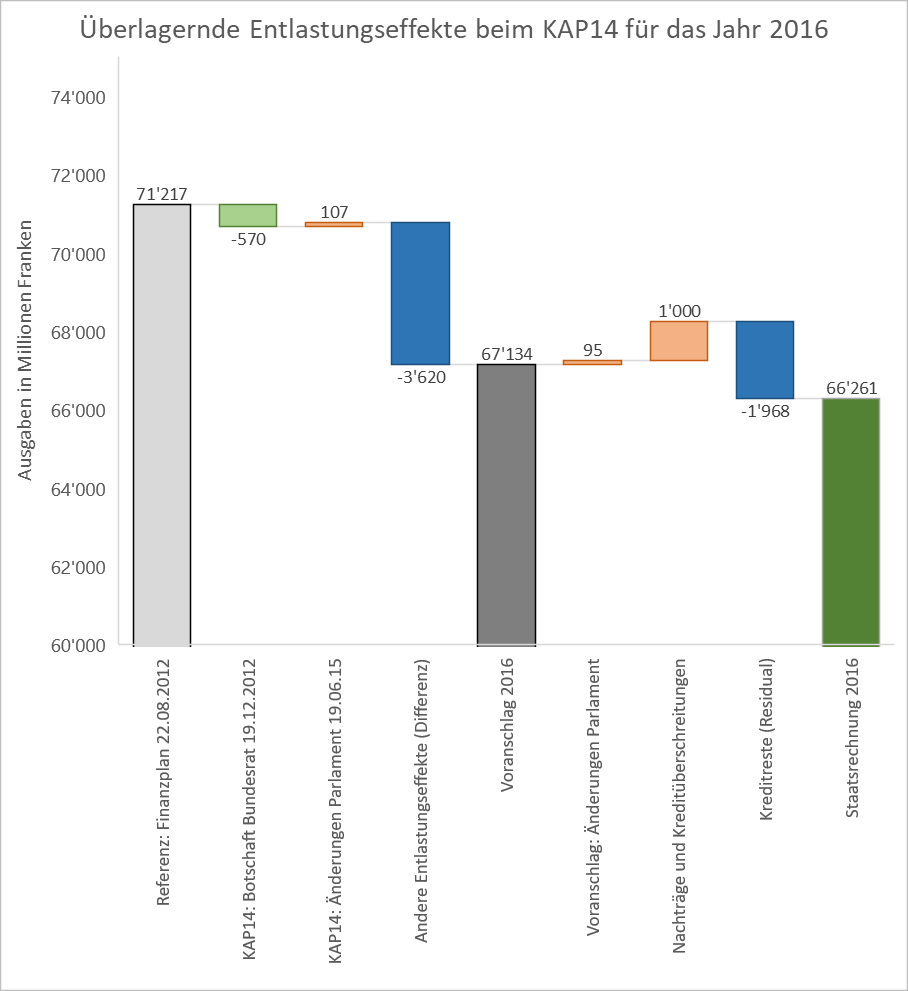 Überlagernde Entlastungseffekte beim KAP14 für das Jahr 2016
Ausgaben in Millionen Franken
74'000
72'000
70'000
68'000
66'000
64'000
62'000
60'000
71'217
-570
107
-3'620
67'134
95
1'000
-1'968
66'261
Referenz: Finanzplan 22.08.2012
KAP14: Botschaft Bundesrat 19.12.2012
KAP14: Änderungen Parlament 19.06.15
Andere Entlastungseffekte (Differenz)
Voranschlag 2016
Voranschlag: Änderungen Parlament
Nachträge und Kreditüberschreitungen
Kreditreste (Residual)
Staatsrechnung 2016